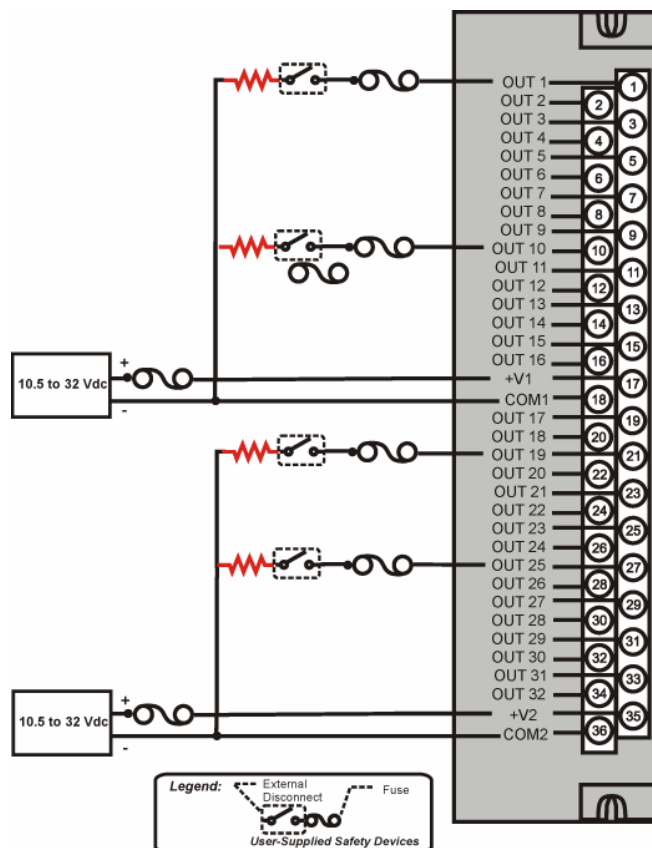 OUT 1
OUT 2
OUT 3
OUT 4
OUT 5
OUT 6
OUT 7
OUT 8
OUT 9
OUT 10
OUT 11
OUT 12
OUT 13
OUT 14
OUT 15
OUT 16
+V1
COM1
OUT 17
OUT 18
OUT 19
OUT 20
OUT 21
OUT 22
OUT 23
OUT 24
OUT 25
OUT 26
OUT 27
OUT 28
OUT 29
OUT 30
OUT 31
OUT 32
+V2
COM2
1
2
3
4
5
6
7
8
9
10
11
12
13
14
15
16
17
18
19
20
21
22
23
24
25
26
27
28
29
30
31
32
33
34
35
36
+
10.5 to 32 Vdc
-
+
10.5 to 32 Vdc
-
Legend:
External
Disconnect
Fuse
User-Supplied Safety Devices